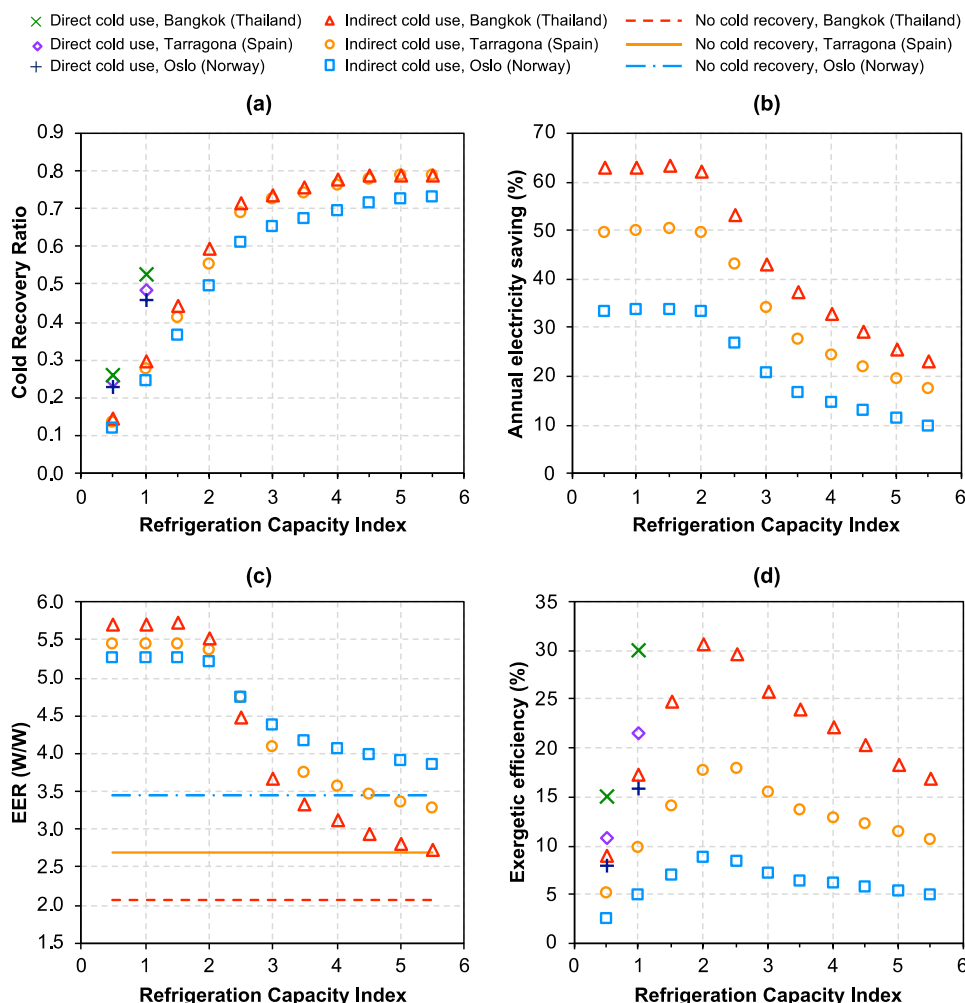 Direct cold use, Bangkok (Thailand) Indirect cold use, Bangkok (Thailand) No cold recovery, Bangkok (Thailand)
Direct cold use, Tarragona (Spain) Indirect cold use, Tarragona (Spain) No cold recovery, Tarragona (Spain)
Direct cold use, Oslo (Norway) Indirect cold use, Oslo (Norway) No cold recovery, Oslo (Norway)
(a)
Cold Recovery Ratio
0.9
0.8
0.7
0.6
0.5
0.4
0.3
0.2
0.1
0.0
0 1 2 3 4 5 6
Refrigeration Capacity Index
(b)
Annual electricity saving (%)
70
60
50
40
30
20
10
0
0 1 2 3 4 5 6
Refrigeration Capacity Index
(c)
EER (W/W)
6.0
5.5
5.0
4.5
4.0
3.5
3.0
2.5
2.0
1.5
0 1 2 3 4 5 6
Refrigeration Capacity Index
(d)
Exergetic efficiency (%)
35
30
25
20
15
10
5
0
0 1 2 3 4 5 6
Refrigeration Capacity Index